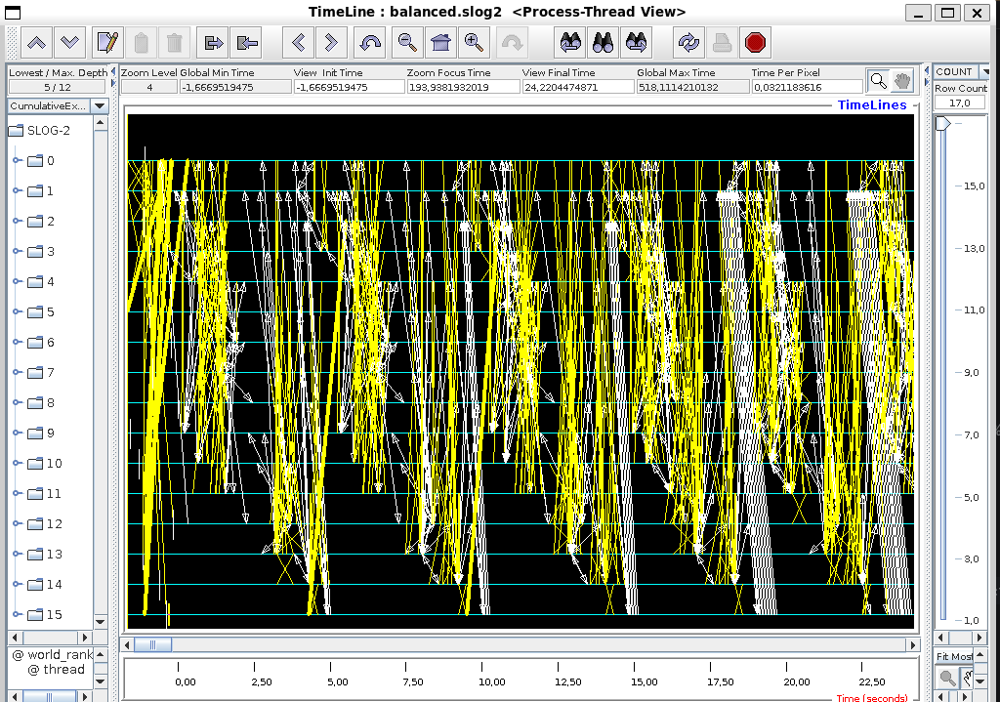 TimeLine : balanced.slog2 <Process-Thread View>
Lowest / Max. Depth
5 / 12
Zoom Level
4
Global Min Time
-1,6669519475
View Init Time
-1,6669519475
Zoom Focus Time
193,9381932019
View Final Time
24,2204474871
Global Max Time
518,1114210132
Time Per Pixel
0,0321183616
COUNT
Row Count
17,0
CumulativeEx...
TimeLines
SLOG-2
0
1
2
3
4
5
6
7
8
9
10
11
12
13
14
15
15,0
13,0
11,0
9,0
7,0
5,0
3,0
1,0
@ world_rank
@ thread
Fit Most
0,00
2,50
5,00
7,50
10,00
12,50
15,00
17,50
20,00
22,50
Time (seconds)